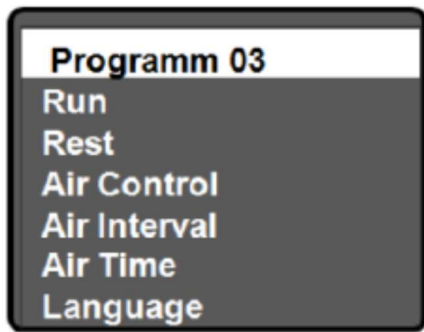 Programm 03
Run
Rest
Air Control
Air Interval
Air Time
Language